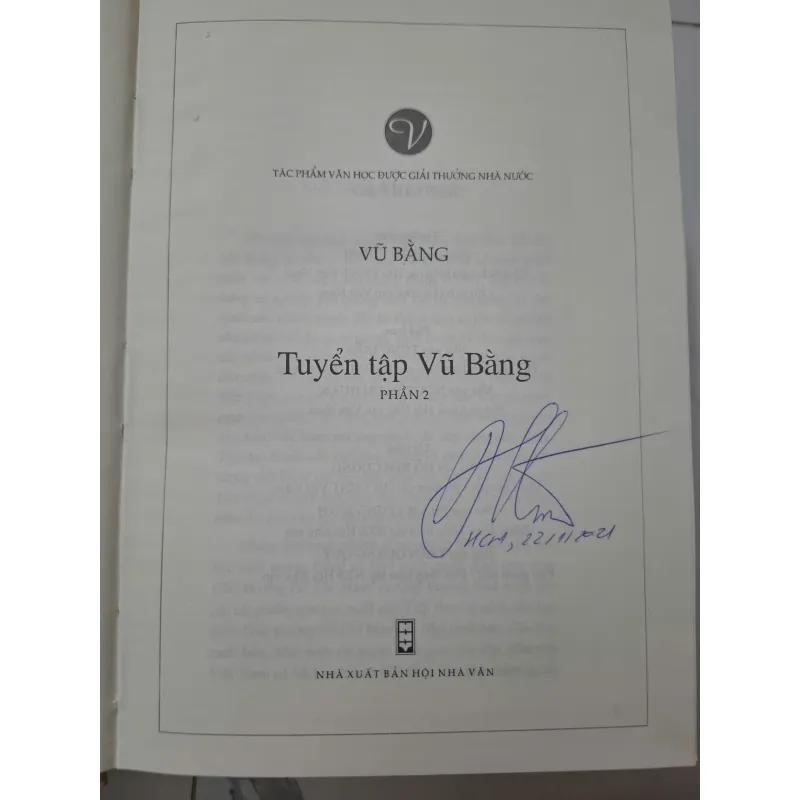 V
TÁC PHẨM VĂN HỌC ĐƯỢC GIẢI THƯỞNG NHÀ NƯỚC
VŨ BẰNG
Tuyển tập Vũ Bằng
PHẦN 2
HCM, 22/11/2021
NHÀ XUẤT BẢN HỘI NHÀ VĂN